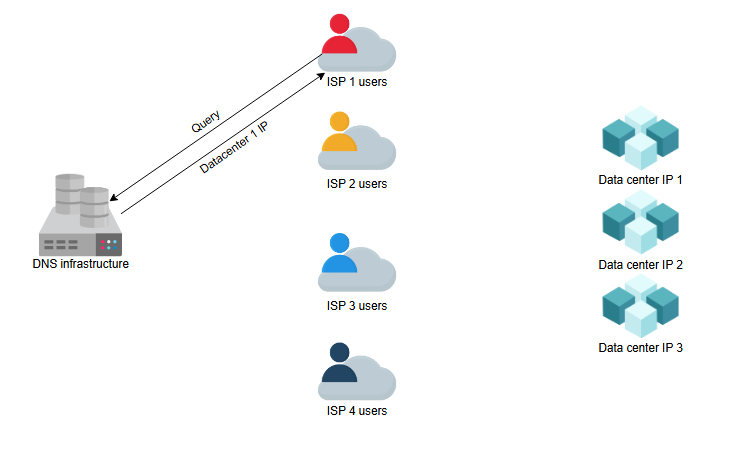 ISP 1 users
Query
Datacenter 1 IP
ISP 2 users
Data center IP 1
DNS infrastructure
Data center IP 2
ISP 3 users
Data center IP 3
ISP 4 users